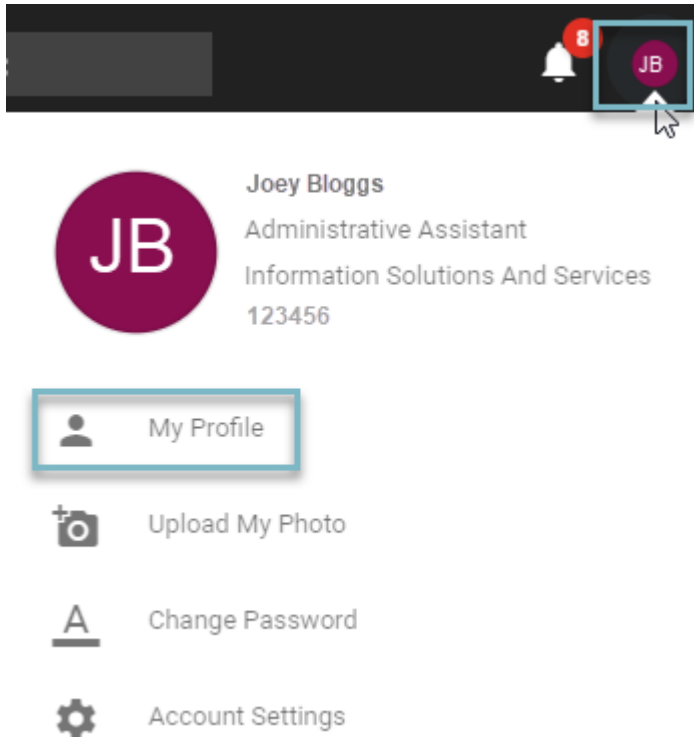 8
JB
JB
Joey Bloggs
Administrative Assistant
Information Solutions And Services
123456
My Profile
Upload My Photo
A
Change Password
Account Settings